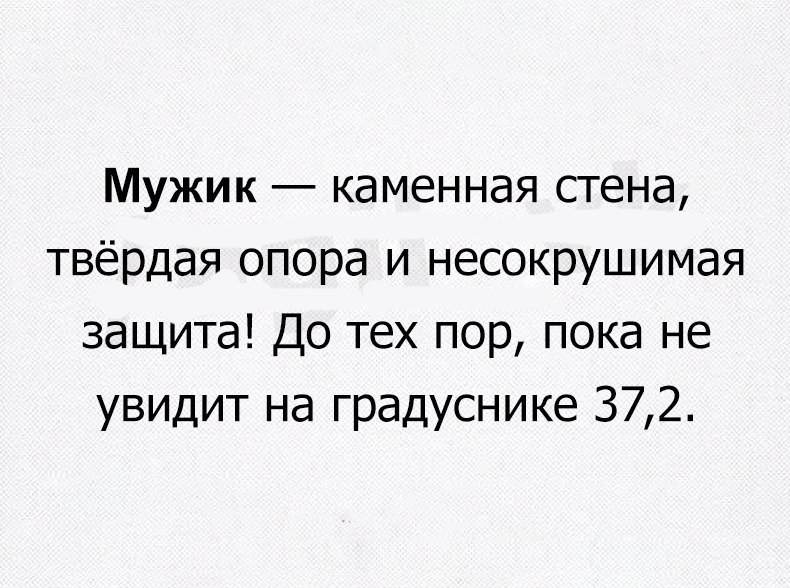 Мужик — каменная стена,
твёрдая опора и несокрушимая
защита! До тех пор, пока не
увидит на градуснике 37,2.